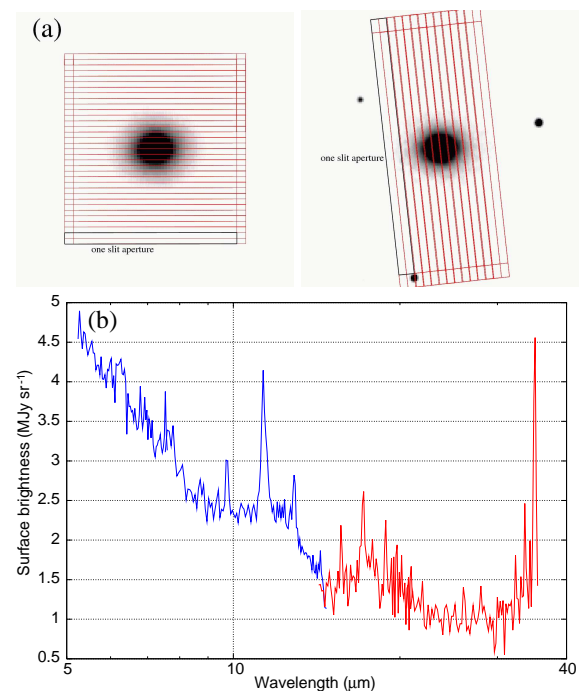 (a)
one slit aperture
one slit aperture
(b)
Surface brightness (MJy sr⁻¹)
5
4.5
4
3.5
3
2.5
2
1.5
1
0.5
5
10
20
40
Wavelength (μm)